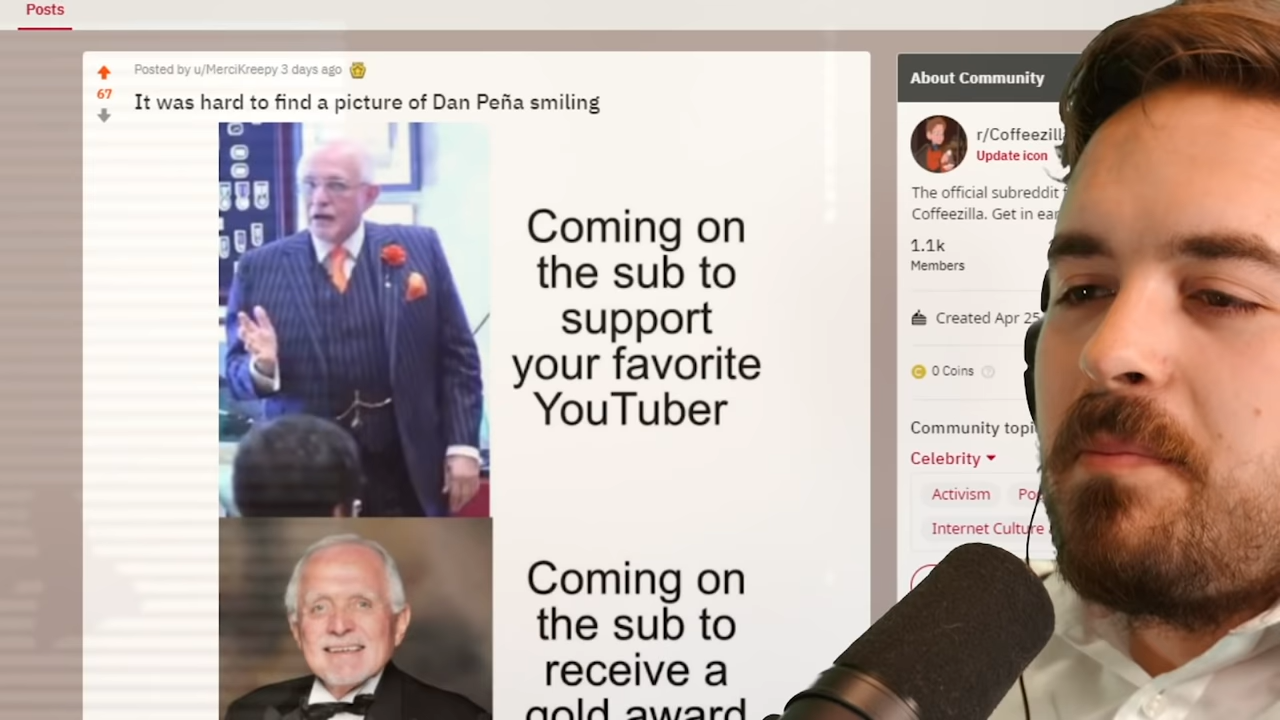 Posts
Posted by u/MerciKreepy 3 days ago
67
It was hard to find a picture of Dan Peña smiling
Coming on
the sub to
support
your favorite
YouTuber
Coming on
the sub to
receive a
gold award
About Community
r/Coffeezill
Update icon
The official subreddit
Coffeezilla. Get in
1.1k
Members
Created Apr 25
0 Coins
Community
Celebrity
Activism
Internet Culture